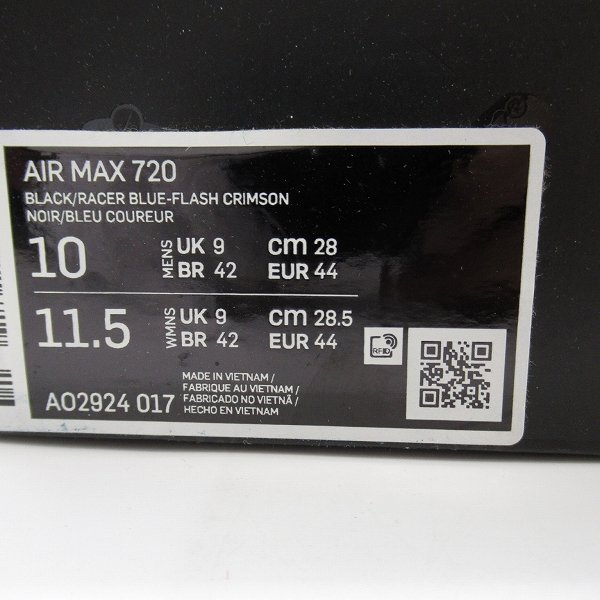 AIR MAX 720
BLACK/RACER BLUE-FLASH CRIMSON
NOIR/BLEU COUREUR
10 MENS UK 9 cm 28
BR 42 EUR 44
11.5 WMNS UK 9 cm 28.5
BR 42 EUR 44
RFID
MADE IN VIETNAM/
FABRIQUE AU VIETNAM/
FABRICADO NO VIETNÃ/
HECHO EN VIETNAM
AO2924 017